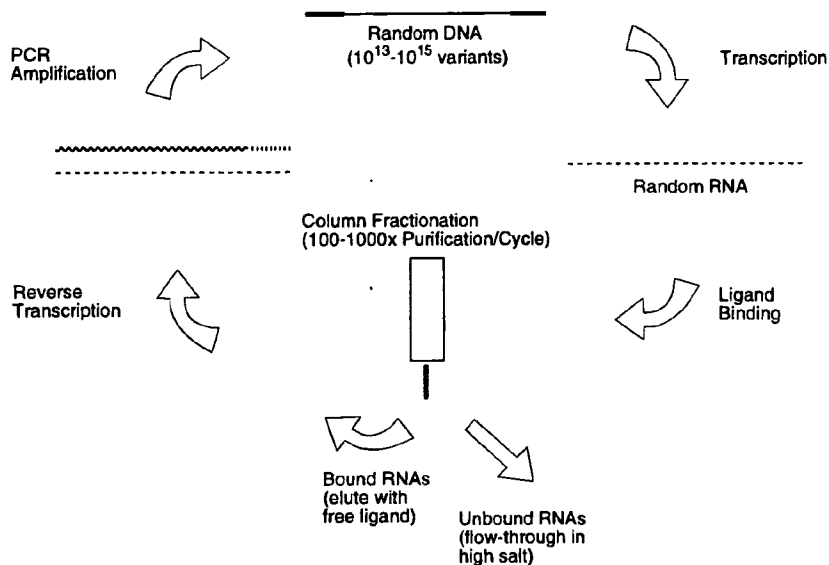 PCR
Amplification
Random DNA
(10¹³-10¹⁵ variants)
Transcription
Random RNA
Column Fractionation
(100-1000x Purification/Cycle)
Reverse
Transcription
Ligand
Binding
Bound RNAs
(elute with
free ligand)
Unbound RNAs
(flow-through in
high salt)